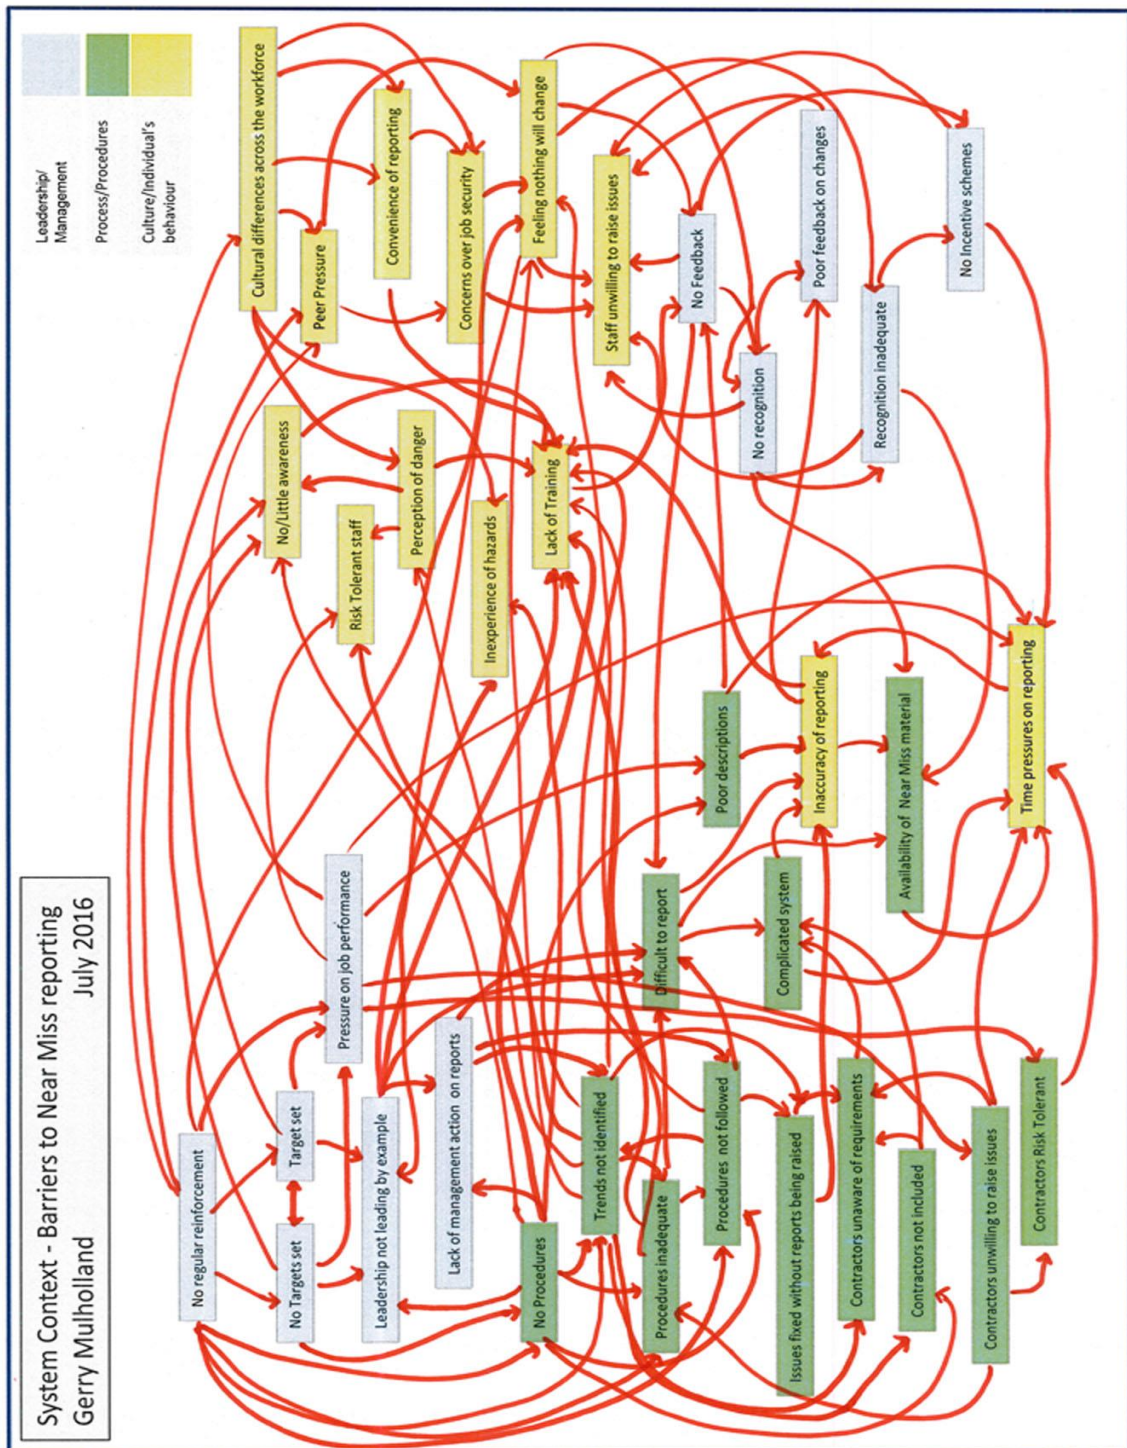 System Context - Barriers to Near Miss reporting
Gerry Mulholland July 2016
Leadership/
Management
Process/Procedures
Culture/Individual's
behaviour
No regular reinforcement
Cultural differences across the workforce
No Targets set
Target set
Pressure on job performance
No/Little awareness
Peer Pressure
Risk Tolerant staff
Leadership not leading by example
Perception of danger
Convenience of reporting
Lack of management action on reports
Inexperience of hazards
Concerns over job security
No Procedures
Lack of Training
Feeling nothing will change
Trends not identified
Staff unwilling to raise issues
Procedures inadequate
Difficult to report
No Feedback
Procedures not followed
Poor descriptions
No recognition
Issues fixed without reports being raised
Complicated system
Inaccuracy of reporting
Poor feedback on changes
Contractors unaware of requirements
Availability of Near Miss material
Recognition inadequate
Contractors not included
No Incentive schemes
Contractors unwilling to raise issues
Time pressures on reporting
Contractors Risk Tolerant